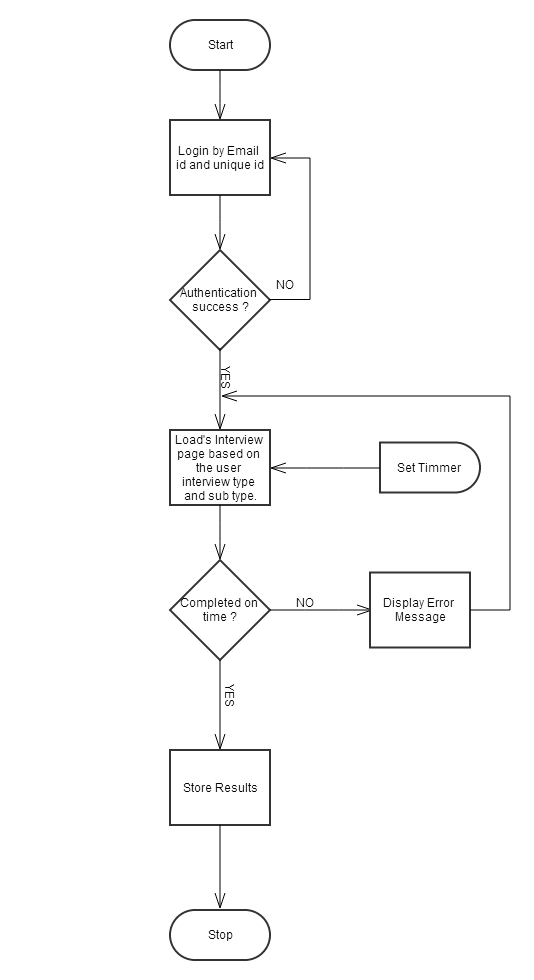 Start
Login by Email
id and unique id
Authentication
success ?
NO
YES
Load's Interview
page based on
the user
interview type
and sub type.
Set Timmer
Completed on
time ?
NO
Display Error
Message
YES
Store Results
Stop